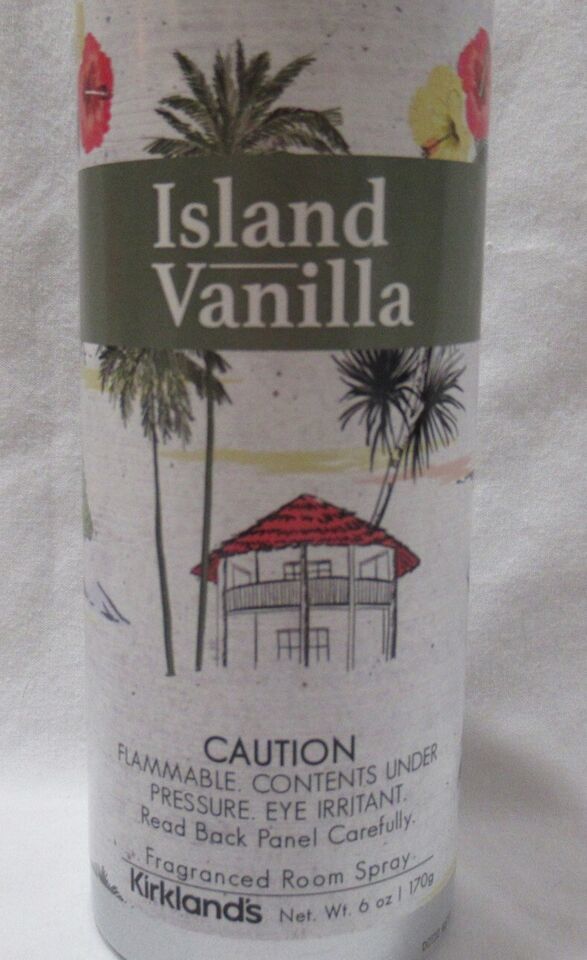 Island
Vanilla
CAUTION
FLAMMABLE. CONTENTS UNDER
PRESSURE. EYE IRRITANT.
Read Back Panel Carefully.
Fragranced Room Spray
Kirkland's Net. Wt. 6 oz | 170g